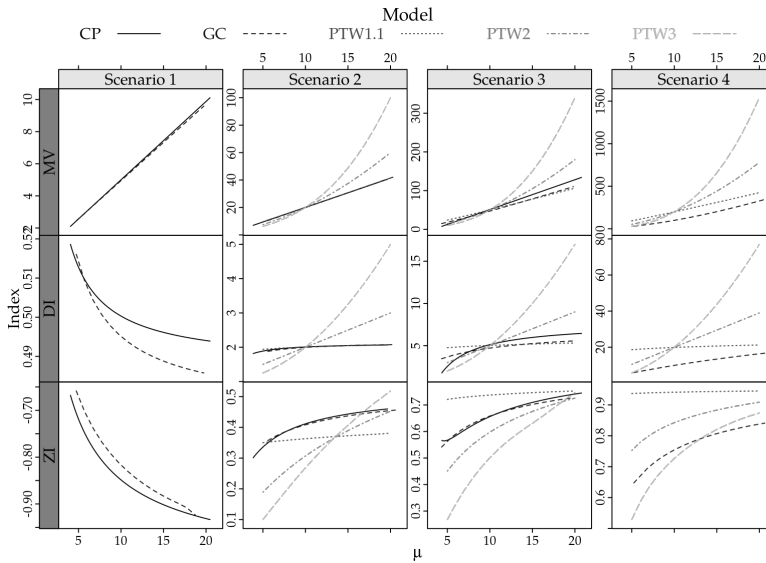 Model
CP GC PTW1.1 PTW2 PTW3
5 10 15 20 5 10 15 20
Scenario 1 Scenario 2 Scenario 3 Scenario 4
MV
2 4 6 8 10
20 40 60 80 100
0 100 200 300
0 500 1000 1500
Index
DI
0.49 0.50 0.51 0.52
1 2 3 4 5
5 10 15
20 40 60 80
ZI
-0.90 -0.80 -0.70
0.1 0.2 0.3 0.4 0.5
0.3 0.4 0.5 0.6 0.7
0.6 0.7 0.8 0.9
5 10 15 20 5 10 15 20
μ